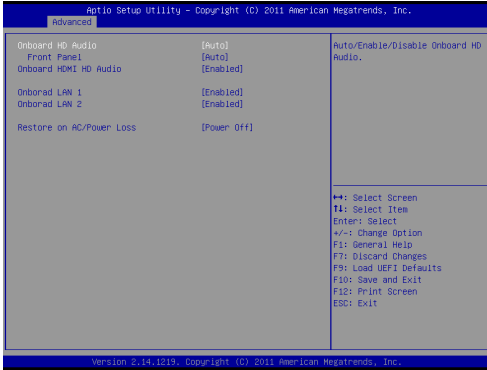 Aptio Setup Utility – Copyright (C) 2011 American Megatrends, Inc.
Advanced
Onboard HD Audio [Auto]
Front Panel [Auto]
Onboard HDMI HD Audio [Enabled]
Onborad LAN 1 [Enabled]
Onborad LAN 2 [Enabled]
Restore on AC/Power Loss [Power Off]
Auto/Enable/Disable Onboard HD
Audio.
↔: Select Screen
↑↓: Select Item
Enter: Select
+/-: Change Option
F1: General Help
F7: Discard Changes
F9: Load UEFI Defaults
F10: Save and Exit
F12: Print Screen
ESC: Exit
Version 2.14.1219. Copyright (C) 2011 American Megatrends, Inc.